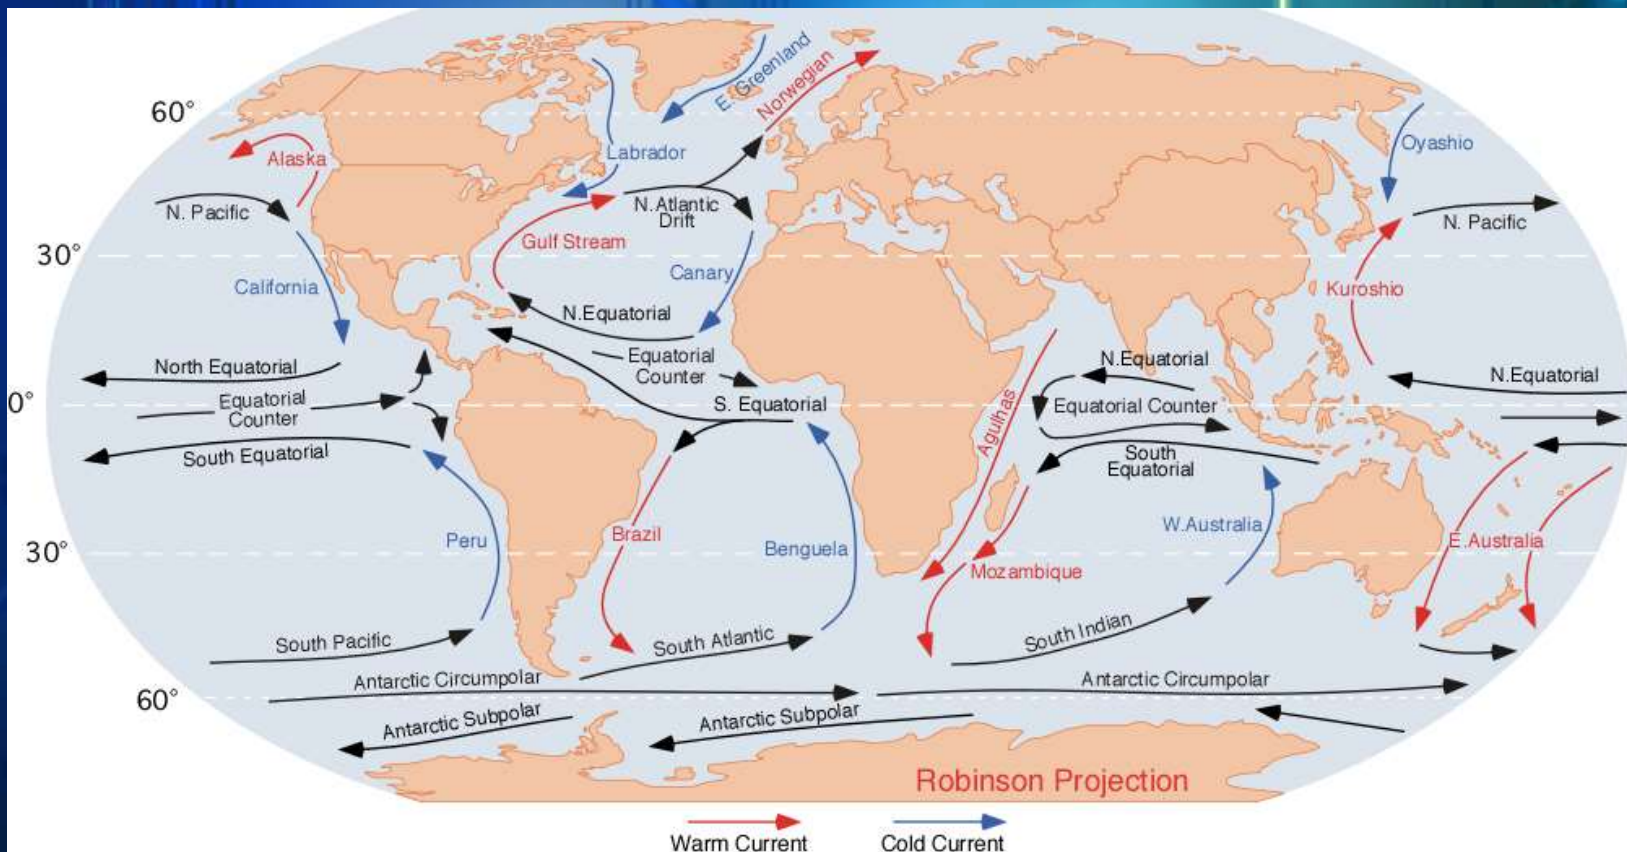 60°
30°
0°
30°
60°
E. Greenland
Norwegian
Labrador
Alaska
Oyashio
N. Pacific
N.Atlantic
Drift
N. Pacific
Gulf Stream
California
Canary
Kuroshio
N.Equatorial
North Equatorial
Equatorial
Counter
N.Equatorial
N.Equatorial
Equatorial
Counter
S. Equatorial
Agulhas
Equatorial Counter
South Equatorial
South
Equatorial
Peru
Brazil
Benguela
W.Australia
E.Australia
Mozambique
South Pacific
South Atlantic
South Indian
Antarctic Circumpolar
Antarctic Circumpolar
Antarctic Subpolar
Antarctic Subpolar
Robinson Projection
Warm Current
Cold Current